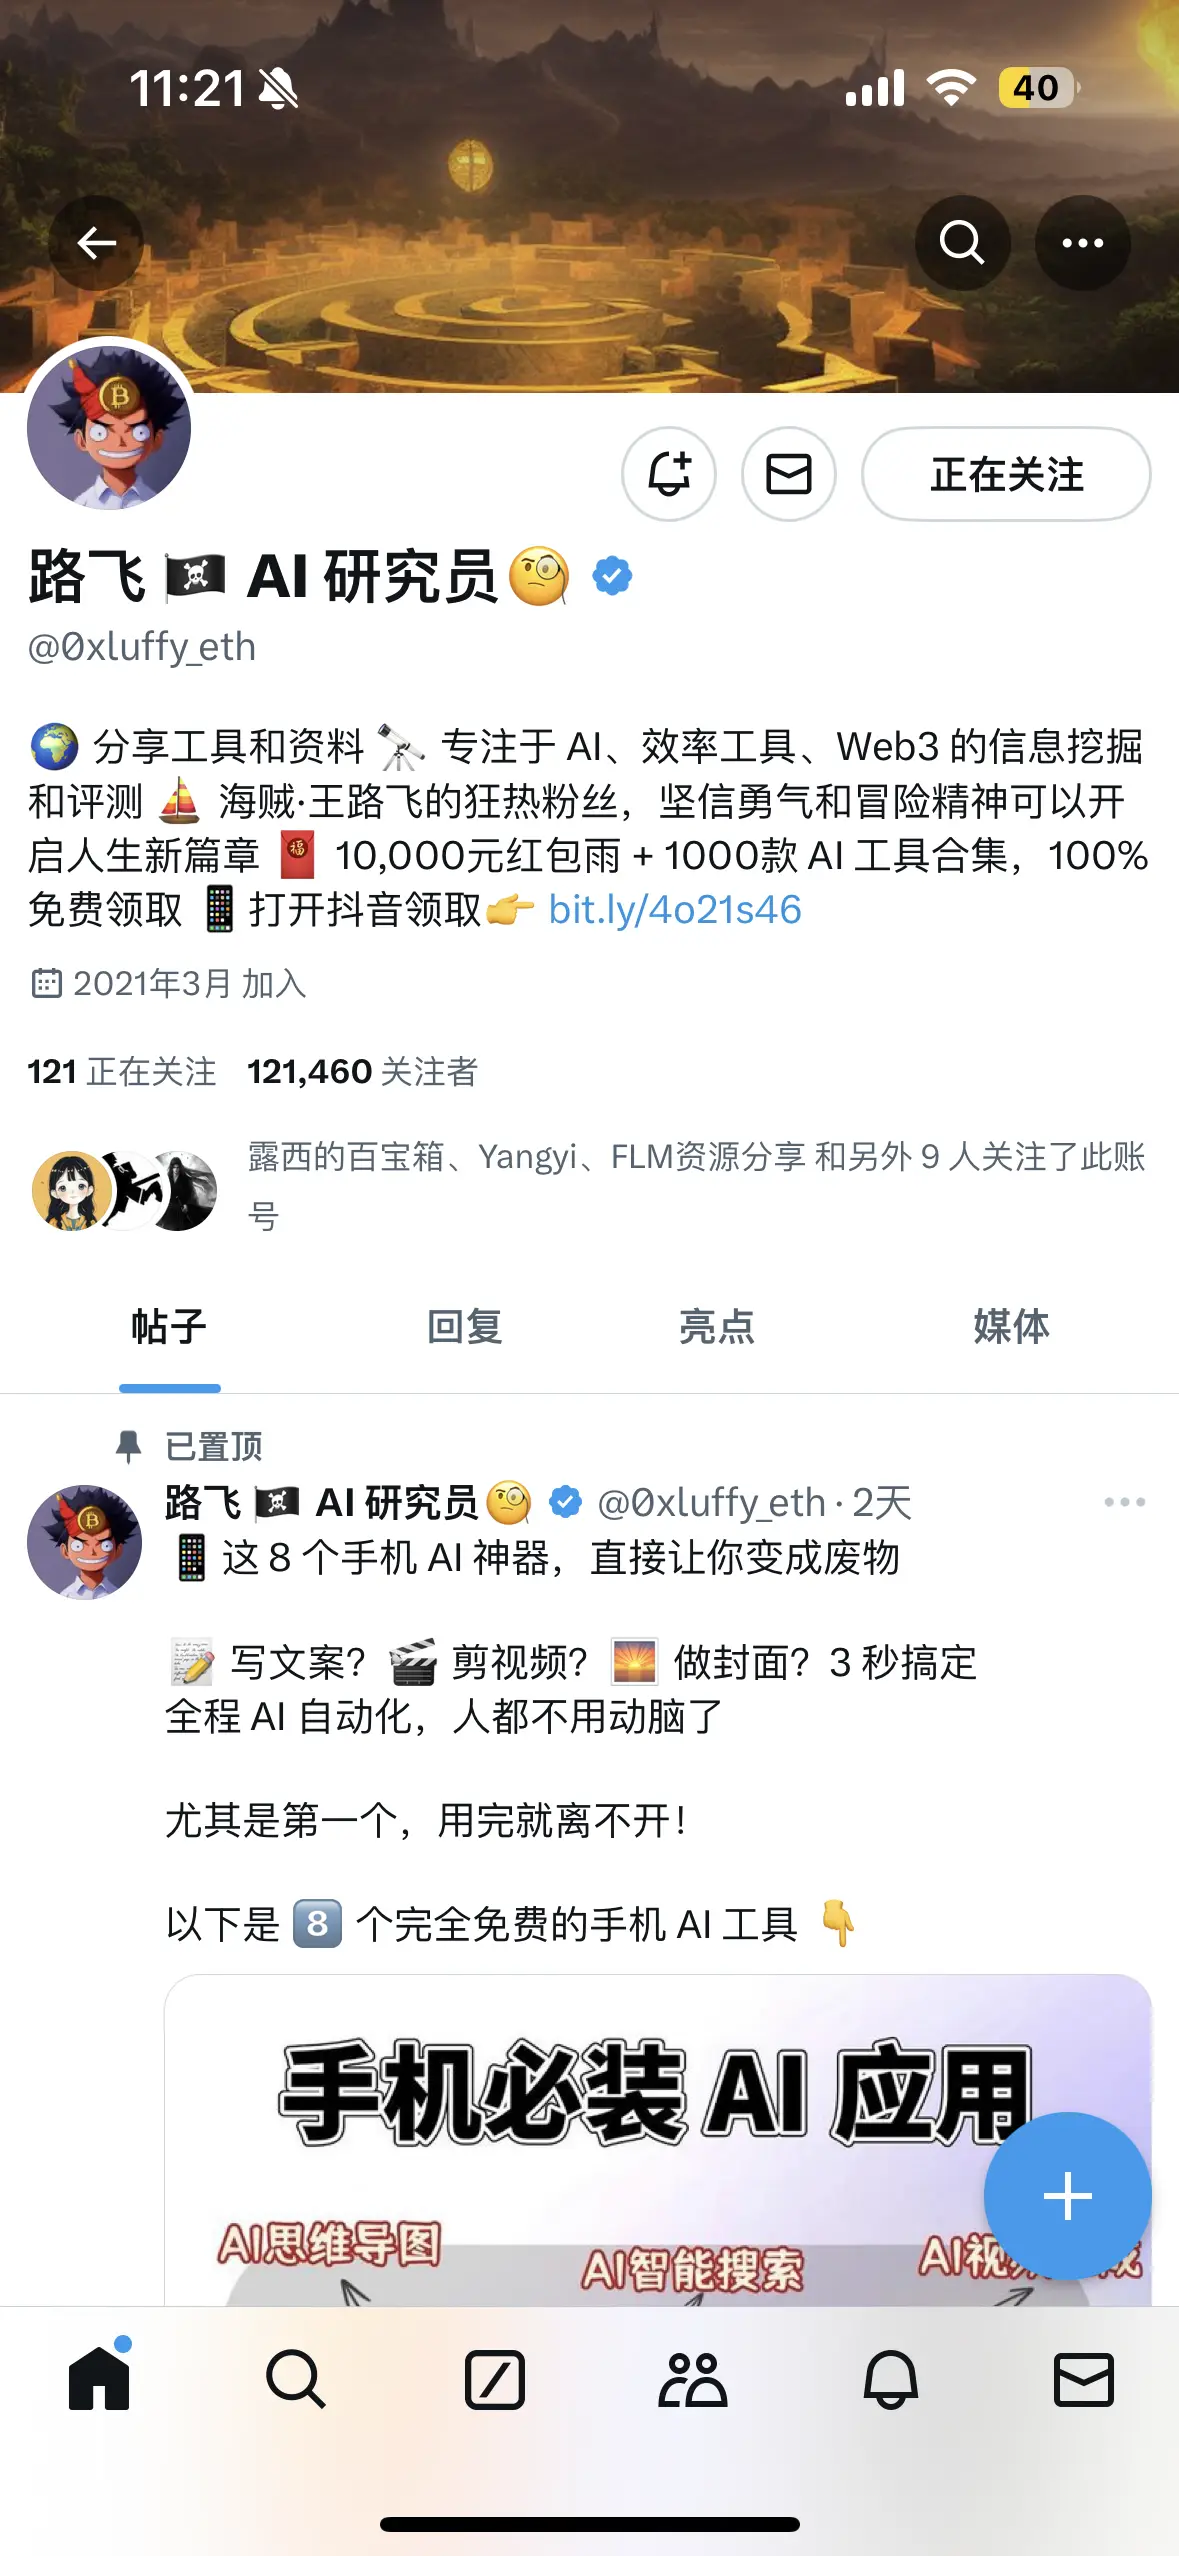 11:21
40
正在关注
路飞 🏴‍☠️ AI 研究员🧐
@0xluffy_eth
🌍 分享工具和资料 🔭 专注于 AI、效率工具、Web3 的信息挖掘
和评测 ⛵ 海贼·王路飞的狂热粉丝，坚信勇气和冒险精神可以开
启人生新篇章 🧧 10,000元红包雨 + 1000款 AI 工具合集，100%
免费领取 📱打开抖音领取👉 bit.ly/4o21s46
2021年3月 加入
121 正在关注 121,460 关注者
露西的百宝箱、Yangyi、FLM资源分享 和另外 9 人关注了此账
号
帖子 回复 亮点 媒体
已置顶
路飞 🏴‍☠️ AI 研究员🧐 @0xluffy_eth · 2天
📱这 8 个手机 AI 神器，直接让你变成废物
📝 写文案？🎬 剪视频？🌅 做封面？3 秒搞定
全程 AI 自动化，人都不用动脑了
尤其是第一个，用完就离不开！
以下是 8️⃣ 个完全免费的手机 AI 工具 👇
手机必装 AI 应用
AI思维导图
AI智能搜索
AI视